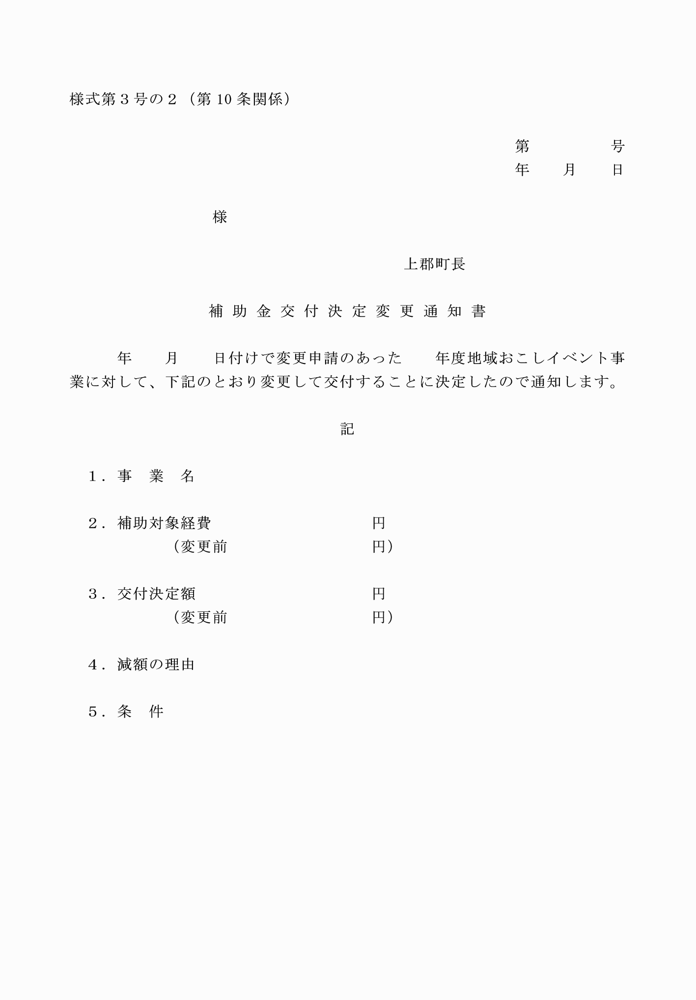 様式第３号の２（第 10 条関係）
第　　　　　号
年　　月　　日
様
上郡町長
補 助 金 交 付 決 定 変 更 通 知 書
年　　月　　日付けで変更申請のあった　　年度地域おこしイベント事
業に対して、下記のとおり変更して交付することに決定したので通知します。
記
１．事　業　名
２．補助対象経費　　　　　　　　　　円
（変更前　　　　　　　　　円）
３．交付決定額　　　　　　　　　　　円
（変更前　　　　　　　　　円）
４．減額の理由
５．条　件